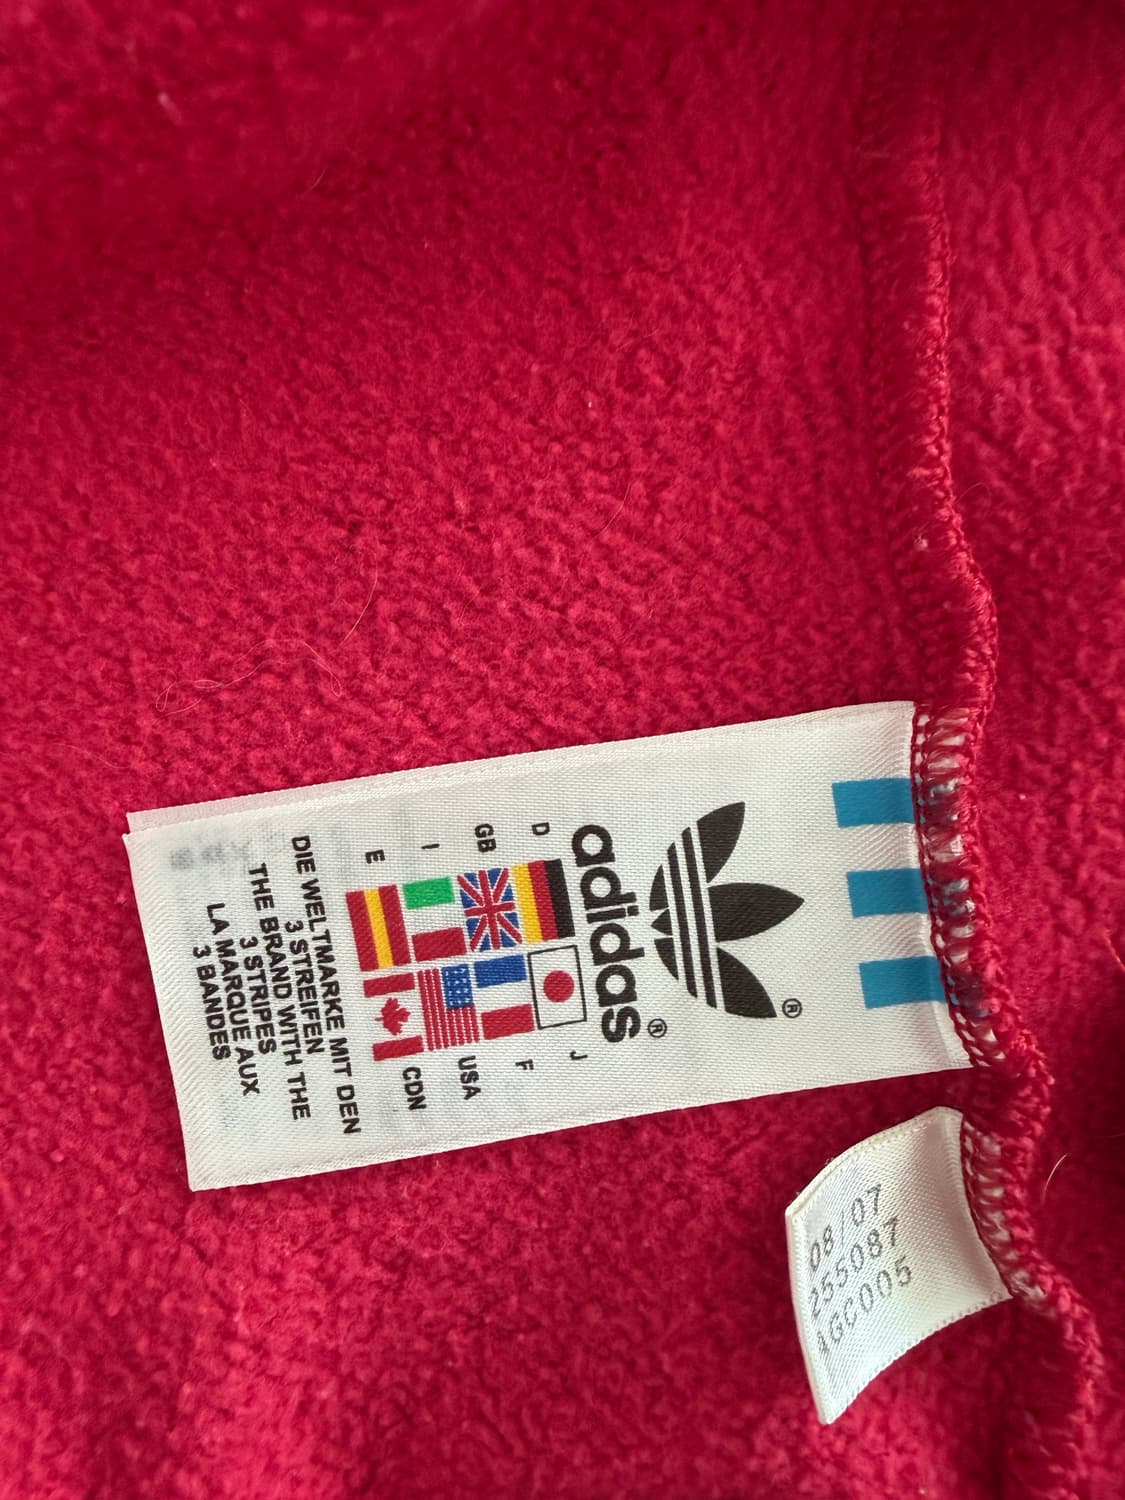 ®
adidas®
D
J
GB
F
I
USA
E
CDN
DIE WELTMARKE MIT DEN
3 STREIFEN
THE BRAND WITH THE
3 STRIPES
LA MARQUE AUX
3 BANDES
08/07
255087
AGC005